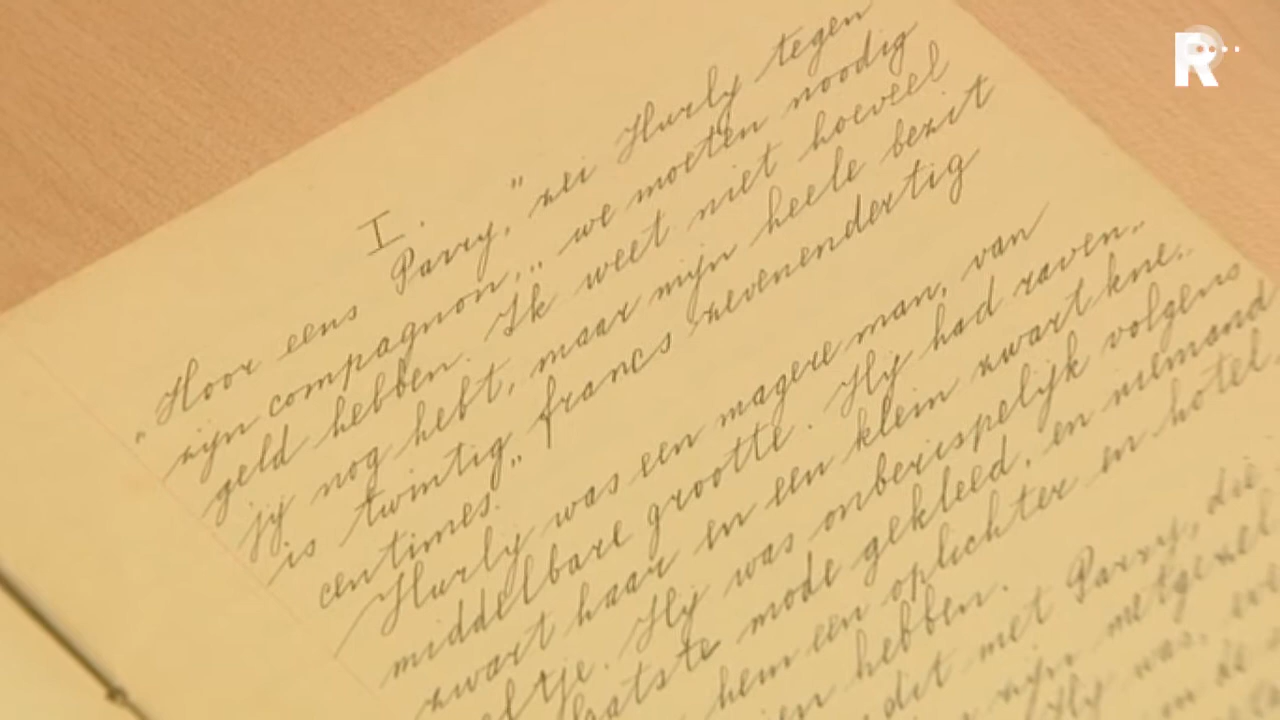 I.
„Hoor eens Parry," zei Hurly tegen
zijn compagnon, „we moeten noodig
geld hebben. Ik weet niet hoeveel
jij nog hebt, maar mijn heele bezit
is twintig francs zevenendertig
centimes."
Hurly was een magere man, van
middelbare grootte. Hij had raven-
zwart haar en een klein zwart kne-
veltje. Hij was onberispelijk volgens
laatste mode gekleed, en niemand
hem een oplichter en hotel
hebben.
dit met Parry, die
zijn metgezel
Hij was,
R